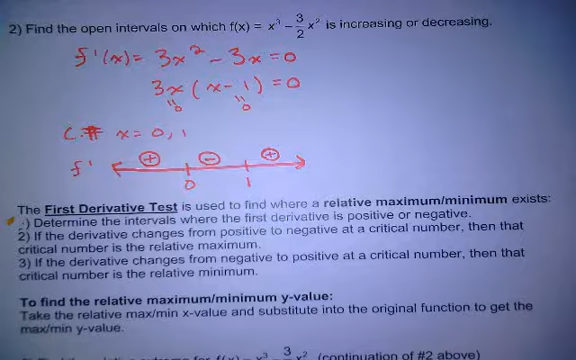 2) Find the open intervals on which f(x) = x³ − 3/2 x² is increasing or decreasing.
f'(x) = 3x² − 3x = 0
3x (x − 1) = 0
"0 "0
C.# x = 0, 1
f' + − +
0 1
The First Derivative Test is used to find where a relative maximum/minimum exists:
1) Determine the intervals where the first derivative is positive or negative.
2) If the derivative changes from positive to negative at a critical number, then that
critical number is the relative maximum.
3) If the derivative changes from negative to positive at a critical number, then that
critical number is the relative minimum.
To find the relative maximum/minimum y-value:
Take the relative max/min x-value and substitute into the original function to get the
max/min y-value.
(continuation of #2 above)